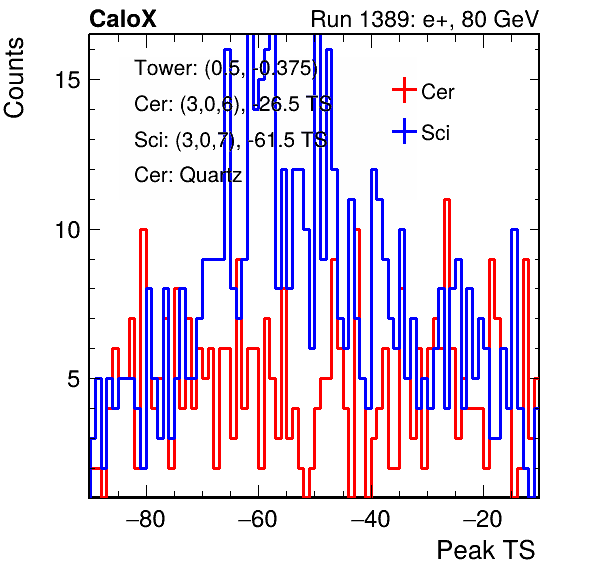 CaloX Run 1389: e+, 80 GeV
Counts
Tower: (0.5, -0.375)
Cer: (3,0,6), -26.5 TS
Sci: (3,0,7), -61.5 TS
Cer: Quartz
Cer
Sci
15
10
5
−80 −60 −40 −20
Peak TS